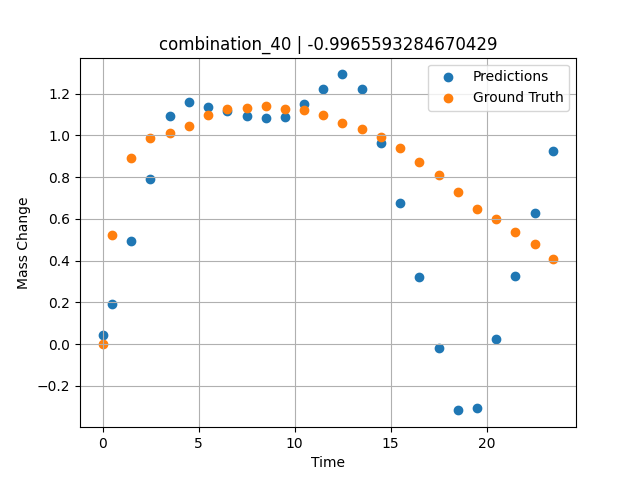 combination_40 | -0.9965593284670429
Predictions
Ground Truth
1.2
1.0
0.8
0.6
0.4
0.2
0.0
−0.2
Mass Change
0 5 10 15 20
Time